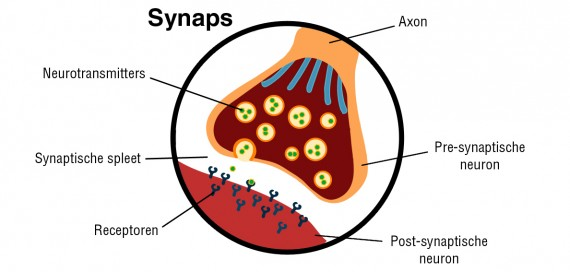 Synaps
Axon
Neurotransmitters
Pre-synaptische
neuron
Synaptische spleet
Receptoren
Post-synaptische
neuron